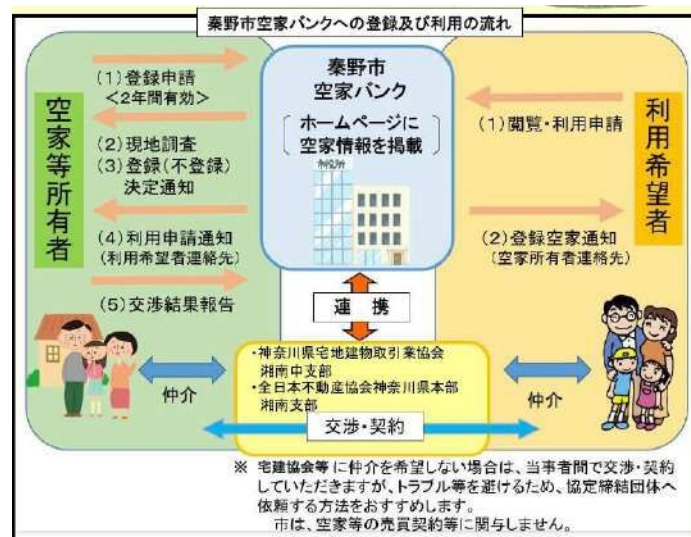 秦野市空家バンクへの登録及び利用の流れ
空家等所有者
(1)登録申請
<2年間有効>
(2)現地調査
(3)登録(不登録)
決定通知
(4)利用申請通知
(利用希望者連絡先)
(5)交渉結果報告
秦野市
空家バンク
ホームページに
空家情報を掲載
市役所
利用希望者
(1)閲覧・利用申請
(2)登録空家通知
(空家所有者連絡先)
連携
・神奈川県宅地建物取引業協会
湘南中支部
・全日本不動産協会神奈川県本部
湘南支部
仲介
仲介
交渉・契約
※ 宅建協会等に仲介を希望しない場合は、当事者間で交渉・契約
していただきますが、トラブル等を避けるため、協定締結団体へ
依頼する方法をおすすめします。
市は、空家等の売買契約等に関与しません。